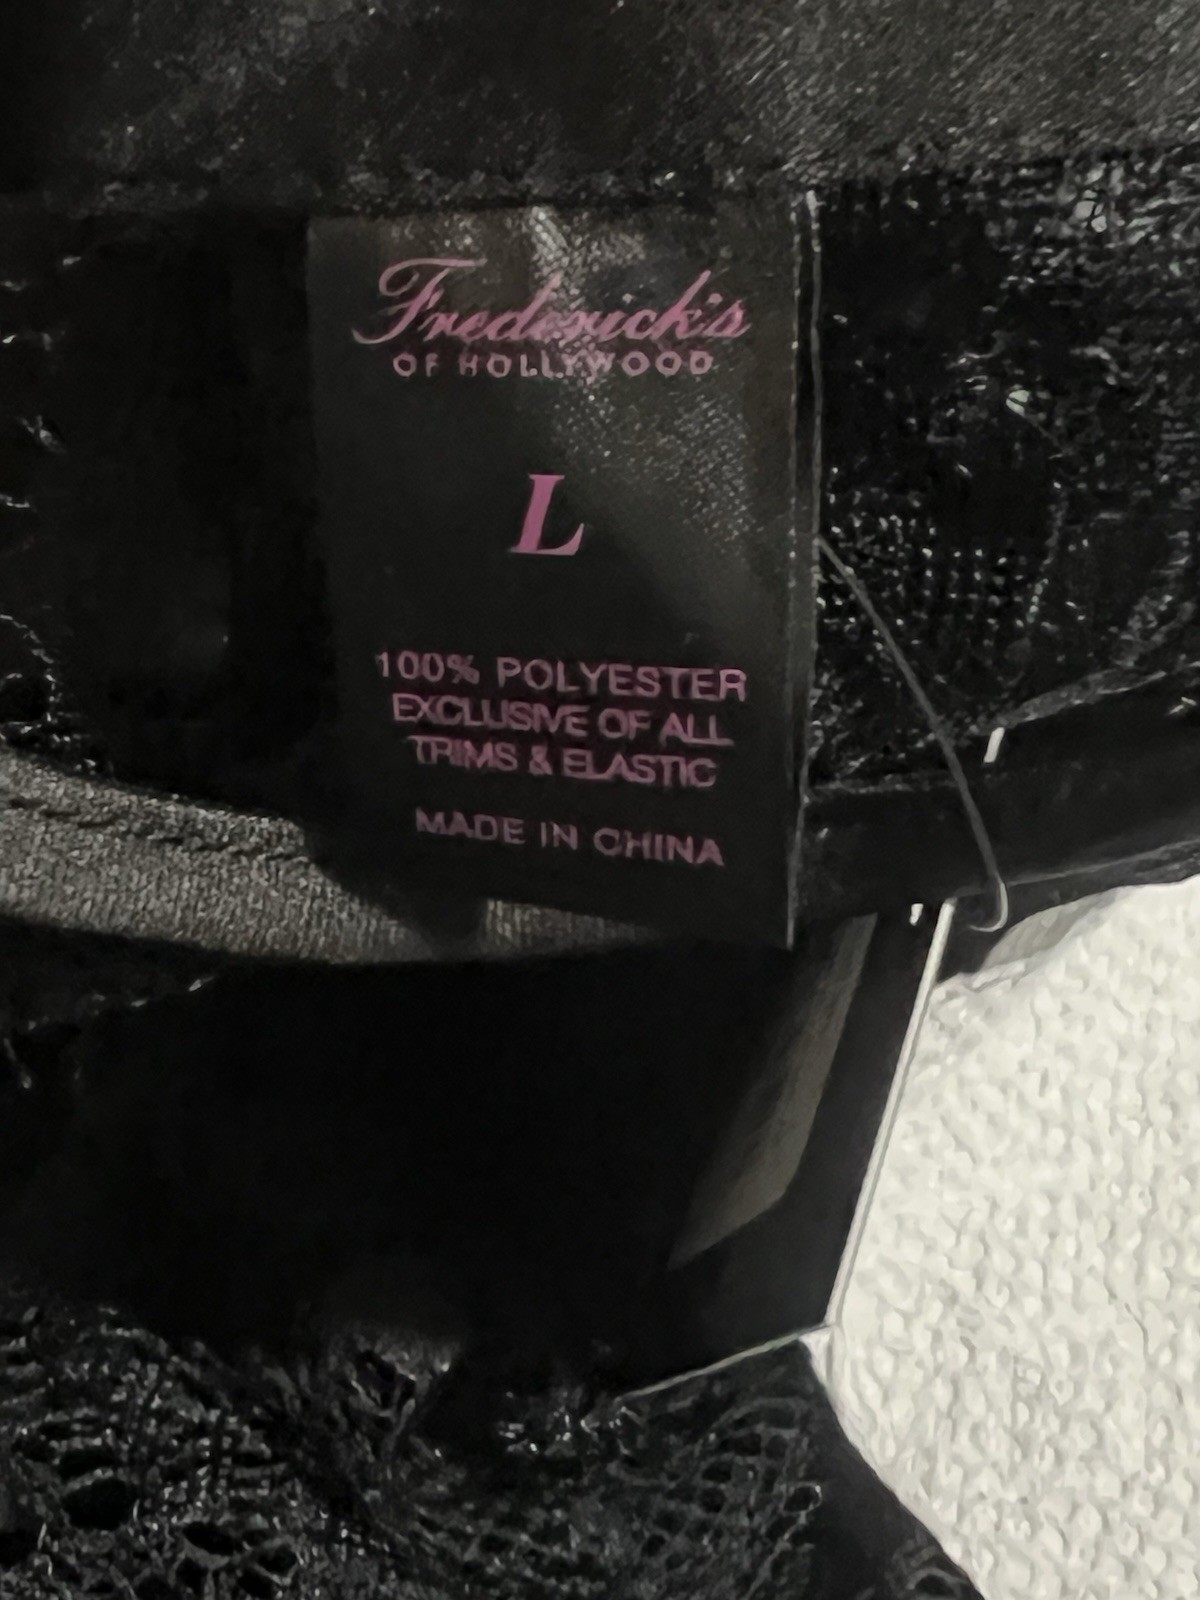 Frederick's
OF HOLLYWOOD
L
100% POLYESTER
EXCLUSIVE OF ALL
TRIMS & ELASTIC
MADE IN CHINA